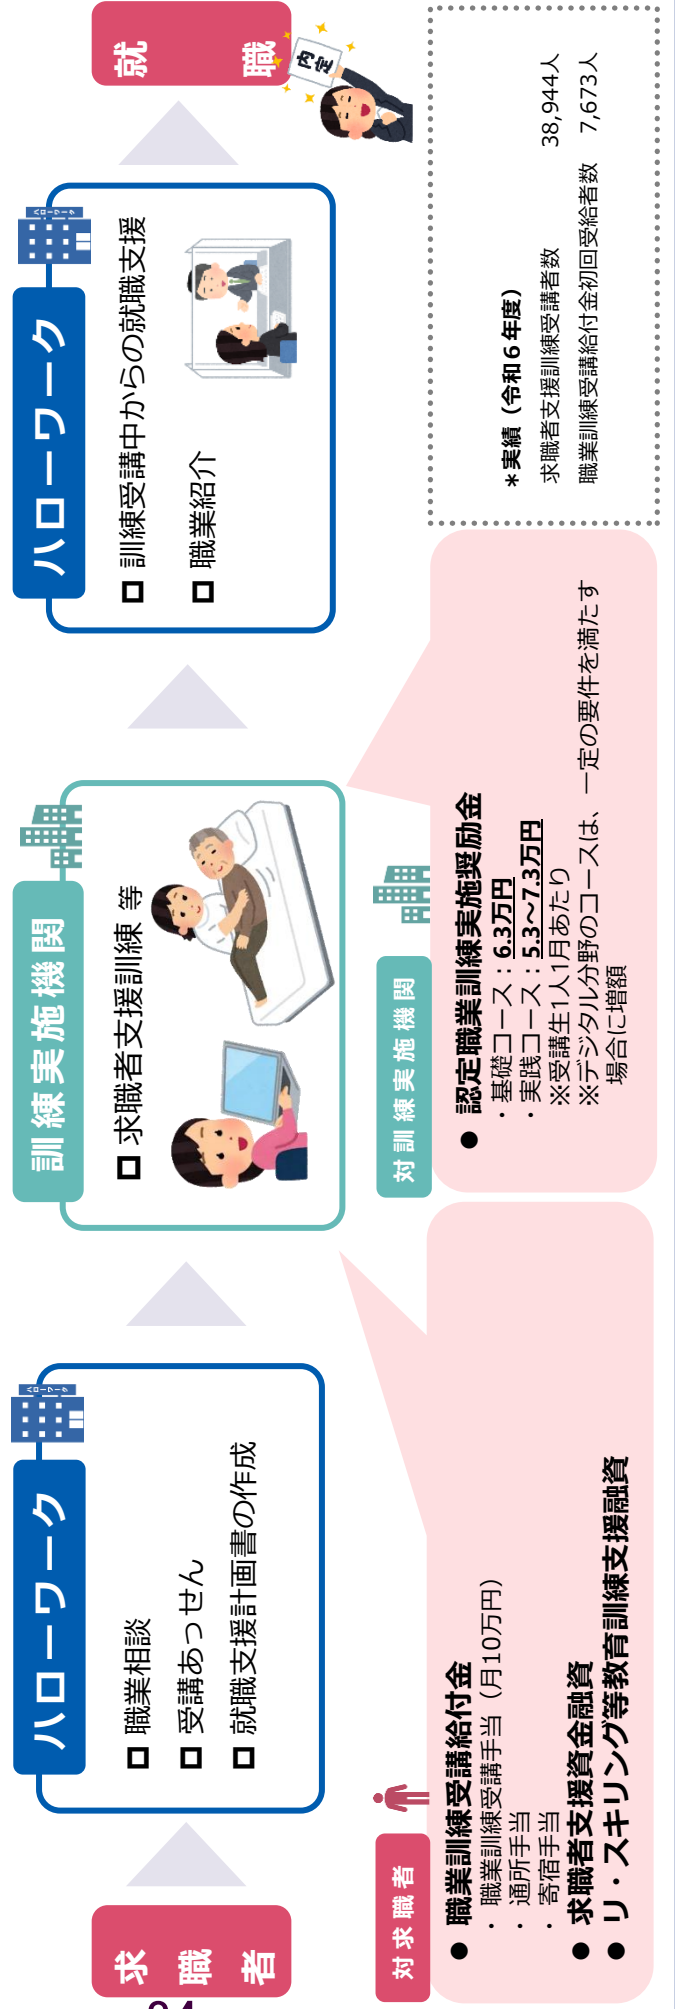 求職者
ハローワーク
ハローワーク
職業相談
受講あっせん
就職支援計画書の作成
訓練実施機関
求職者支援訓練 等
ハローワーク
ハローワーク
訓練受講中からの就職支援
職業紹介
就職
内定
対求職者
● 職業訓練受講給付金
・職業訓練受講手当（月10万円）
・通所手当
・寄宿手当
● 求職者支援資金融資
● リ・スキリング等教育訓練支援融資
対訓練実施機関
● 認定職業訓練実施奨励金
・基礎コース：6.3万円
・実践コース：5.3～7.3万円
※受講生1人1月あたり
※デジタル分野のコースは、一定の要件を満たす
場合に増額
＊実績（令和６年度）
求職者支援訓練受講者数 38,944人
職業訓練受講給付金初回受給者数 7,673人